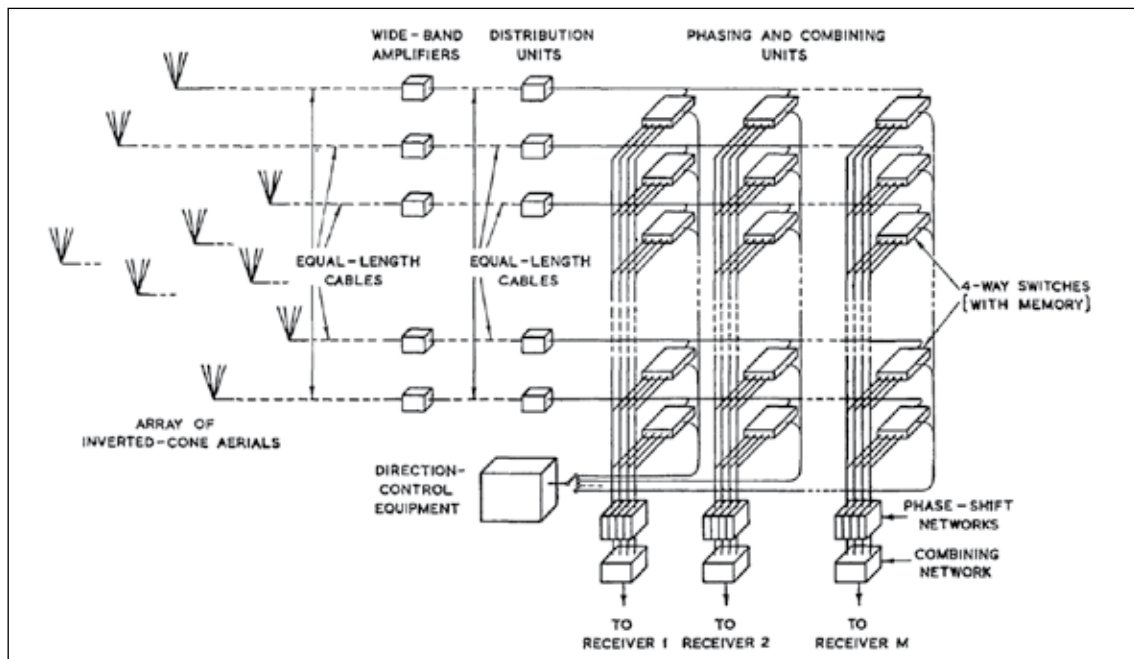 WIDE-BAND
AMPLIFIERS
DISTRIBUTION
UNITS
PHASING AND COMBINING
UNITS
EQUAL-LENGTH
CABLES
EQUAL-LENGTH
CABLES
4-WAY SWITCHES
(WITH MEMORY)
ARRAY OF
INVERTED-CONE AERIALS
DIRECTION-
CONTROL
EQUIPMENT
PHASE-SHIFT
NETWORKS
COMBINING
NETWORK
TO
RECEIVER 1
TO
RECEIVER 2
TO
RECEIVER M